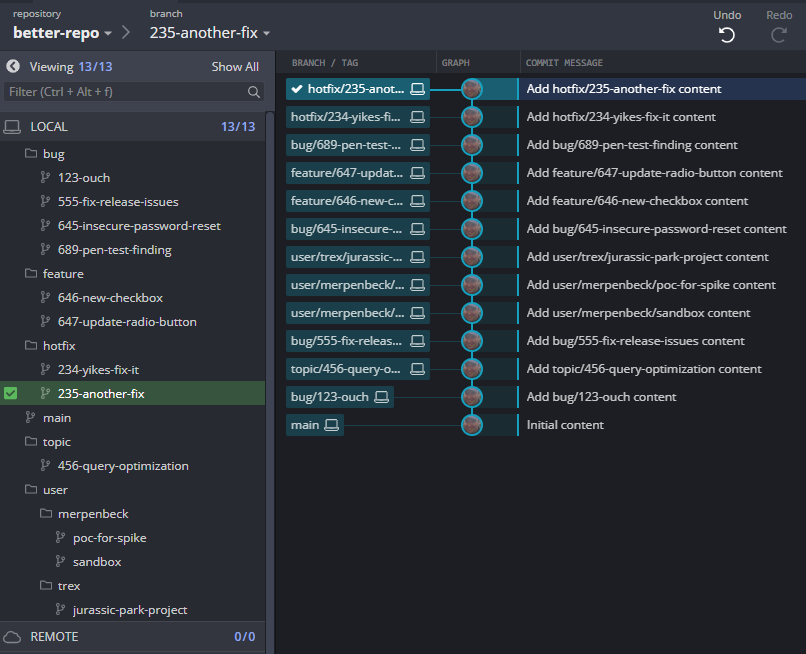 repository
better-repo
branch
235-another-fix
Undo
Redo
Viewing 13/13
Show All
Filter (Ctrl + Alt + f)
LOCAL 13/13
bug
123-ouch
555-fix-release-issues
645-insecure-password-reset
689-pen-test-finding
feature
646-new-checkbox
647-update-radio-button
hotfix
234-yikes-fix-it
235-another-fix
main
topic
456-query-optimization
user
merpenbeck
poc-for-spike
sandbox
trex
jurassic-park-project
REMOTE 0/0
BRANCH / TAG GRAPH COMMIT MESSAGE
hotfix/235-anot... Add hotfix/235-another-fix content
hotfix/234-yikes-fi... Add hotfix/234-yikes-fix-it content
bug/689-pen-test-... Add bug/689-pen-test-finding content
feature/647-updat... Add feature/647-update-radio-button content
feature/646-new-c... Add feature/646-new-checkbox content
bug/645-insecure-... Add bug/645-insecure-password-reset content
user/trex/jurassic-... Add user/trex/jurassic-park-project content
user/merpenbeck/... Add user/merpenbeck/poc-for-spike content
user/merpenbeck/... Add user/merpenbeck/sandbox content
bug/555-fix-releas... Add bug/555-fix-release-issues content
topic/456-query-o... Add topic/456-query-optimization content
bug/123-ouch Add bug/123-ouch content
main Initial content